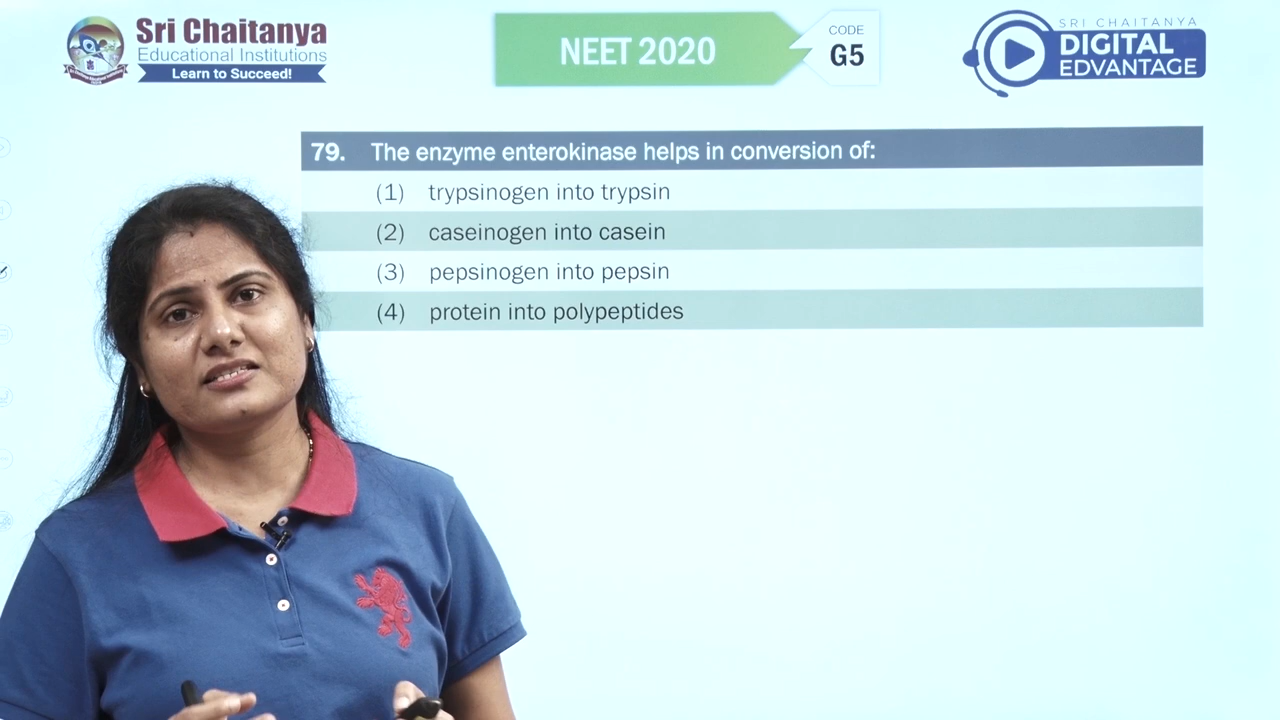 Sri Chaitanya
Educational Institutions
Learn to Succeed!
NEET 2020
CODE
G5
SRI CHAITANYA
DIGITAL
EDVANTAGE
79. The enzyme enterokinase helps in conversion of:
(1) trypsinogen into trypsin
(2) caseinogen into casein
(3) pepsinogen into pepsin
(4) protein into polypeptides